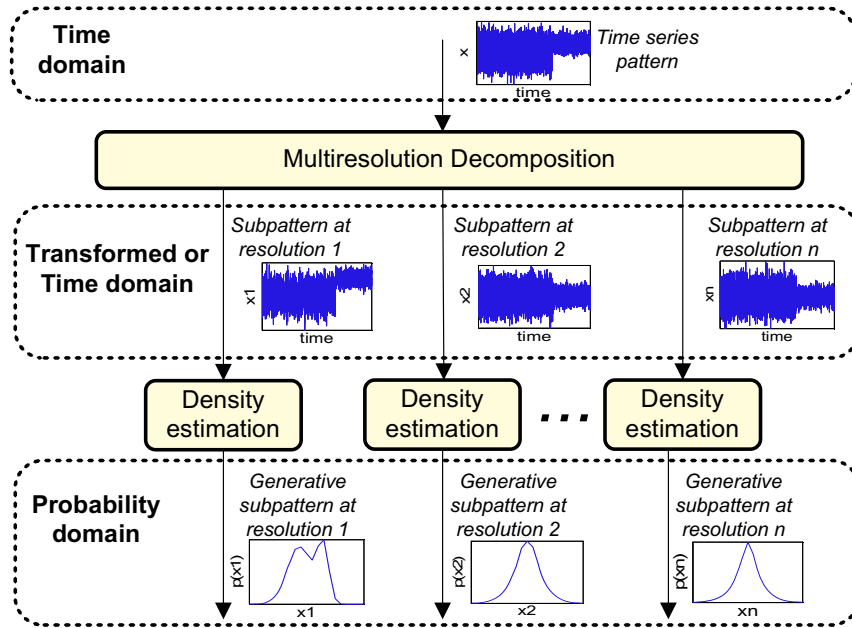 Time
domain
x
time
Time series
pattern
Multiresolution Decomposition
Transformed or
Time domain
Subpattern at
resolution 1
x1
time
Subpattern at
resolution 2
x2
time
Subpattern at
resolution n
xn
time
Density
estimation
Density
estimation
...
Density
estimation
Probability
domain
Generative
subpattern at
resolution 1
p(x1)
x1
Generative
subpattern at
resolution 2
p(x2)
x2
Generative
subpattern at
resolution n
p(xn)
xn